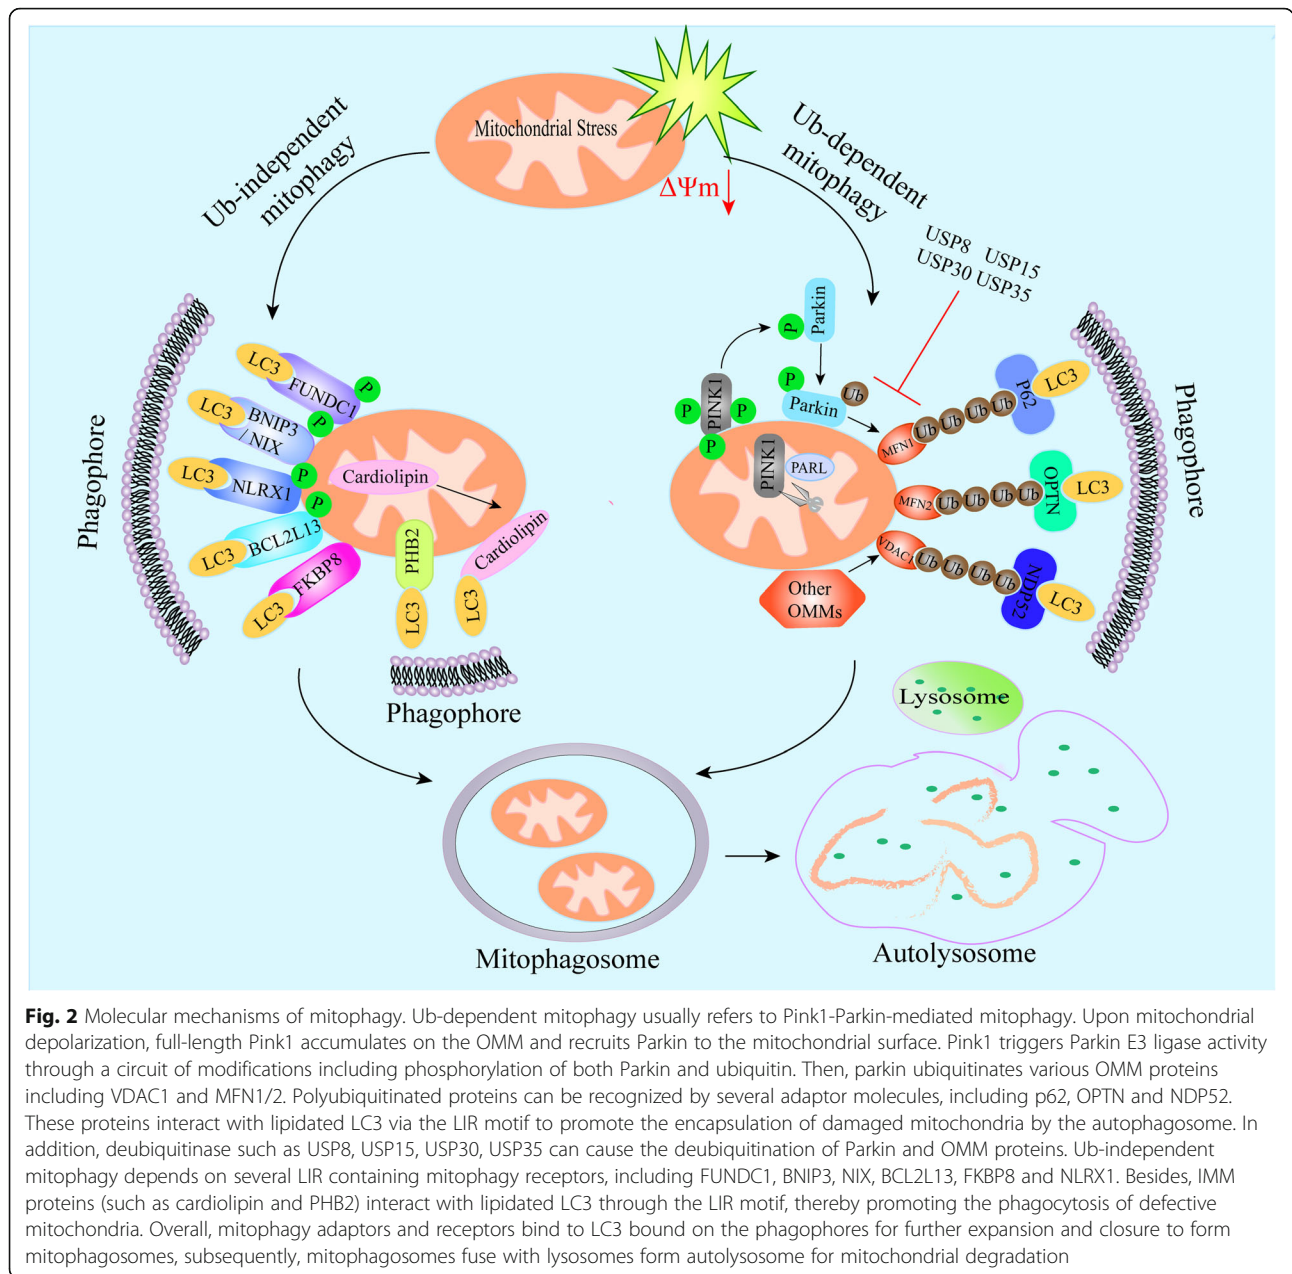 Mitochondrial Stress
ΔΨm
Ub-independent
mitophagy
Ub-dependent
mitophagy
USP8 USP15
USP30 USP35
Phagophore
LC3
FUNDC1
P
LC3
BNIP3
/ NIX
P
LC3
NLRX1
P
LC3
BCL2L13
P
LC3
FKBP8
Cardiolipin
PHB2
LC3
Cardiolipin
LC3
Phagophore
P
Parkin
PINK1
P
P
P
P
Parkin
Ub
PINK1
PARL
MFN1
Ub
Ub
Ub
Ub
P62
LC3
MFN2
Ub
Ub
Ub
Ub
OPTN
LC3
VDAC1
Ub
Ub
Ub
Ub
NDP52
LC3
Other
OMMs
Phagophore
Lysosome
Mitophagosome
Autolysosome
Fig. 2 Molecular mechanisms of mitophagy. Ub-dependent mitophagy usually refers to Pink1-Parkin-mediated mitophagy. Upon mitochondrial
depolarization, full-length Pink1 accumulates on the OMM and recruits Parkin to the mitochondrial surface. Pink1 triggers Parkin E3 ligase activity
through a circuit of modifications including phosphorylation of both Parkin and ubiquitin. Then, parkin ubiquitinates various OMM proteins
including VDAC1 and MFN1/2. Polyubiquitinated proteins can be recognized by several adaptor molecules, including p62, OPTN and NDP52.
These proteins interact with lipidated LC3 via the LIR motif to promote the encapsulation of damaged mitochondria by the autophagosome. In
addition, deubiquitinase such as USP8, USP15, USP30, USP35 can cause the deubiquitination of Parkin and OMM proteins. Ub-independent
mitophagy depends on several LIR containing mitophagy receptors, including FUNDC1, BNIP3, NIX, BCL2L13, FKBP8 and NLRX1. Besides, IMM
proteins (such as cardiolipin and PHB2) interact with lipidated LC3 through the LIR motif, thereby promoting the phagocytosis of defective
mitochondria. Overall, mitophagy adaptors and receptors bind to LC3 bound on the phagophores for further expansion and closure to form
mitophagosomes, subsequently, mitophagosomes fuse with lysosomes form autolysosome for mitochondrial degradation